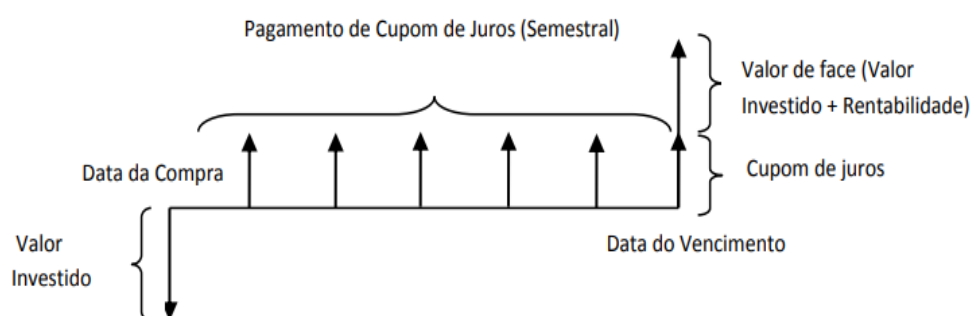 Pagamento de Cupom de Juros (Semestral)
Valor de face (Valor
Investido + Rentabilidade)
Data da Compra
Cupom de juros
Valor
Investido
Data do Vencimento